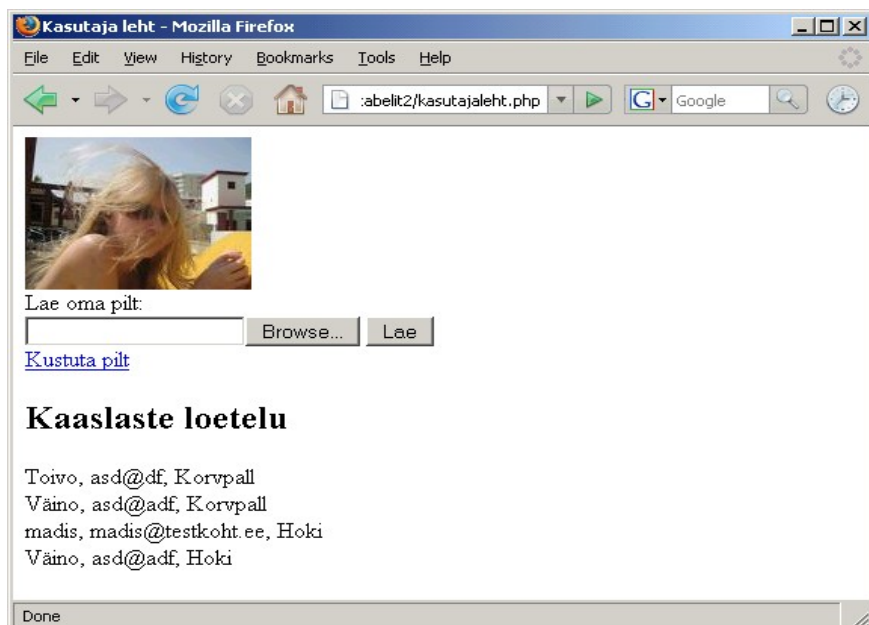 Kasutaja leht - Mozilla Firefox
File Edit View History Bookmarks Tools Help
:abelit2/kasutajaleht.php G Google
Lae oma pilt:
Browse... Lae
Kustuta pilt
Kaaslaste loetelu
Toivo, asd@df, Korvpall
Väino, asd@adf, Korvpall
madis, madis@testkoht.ee, Hoki
Väino, asd@adf, Hoki
Done